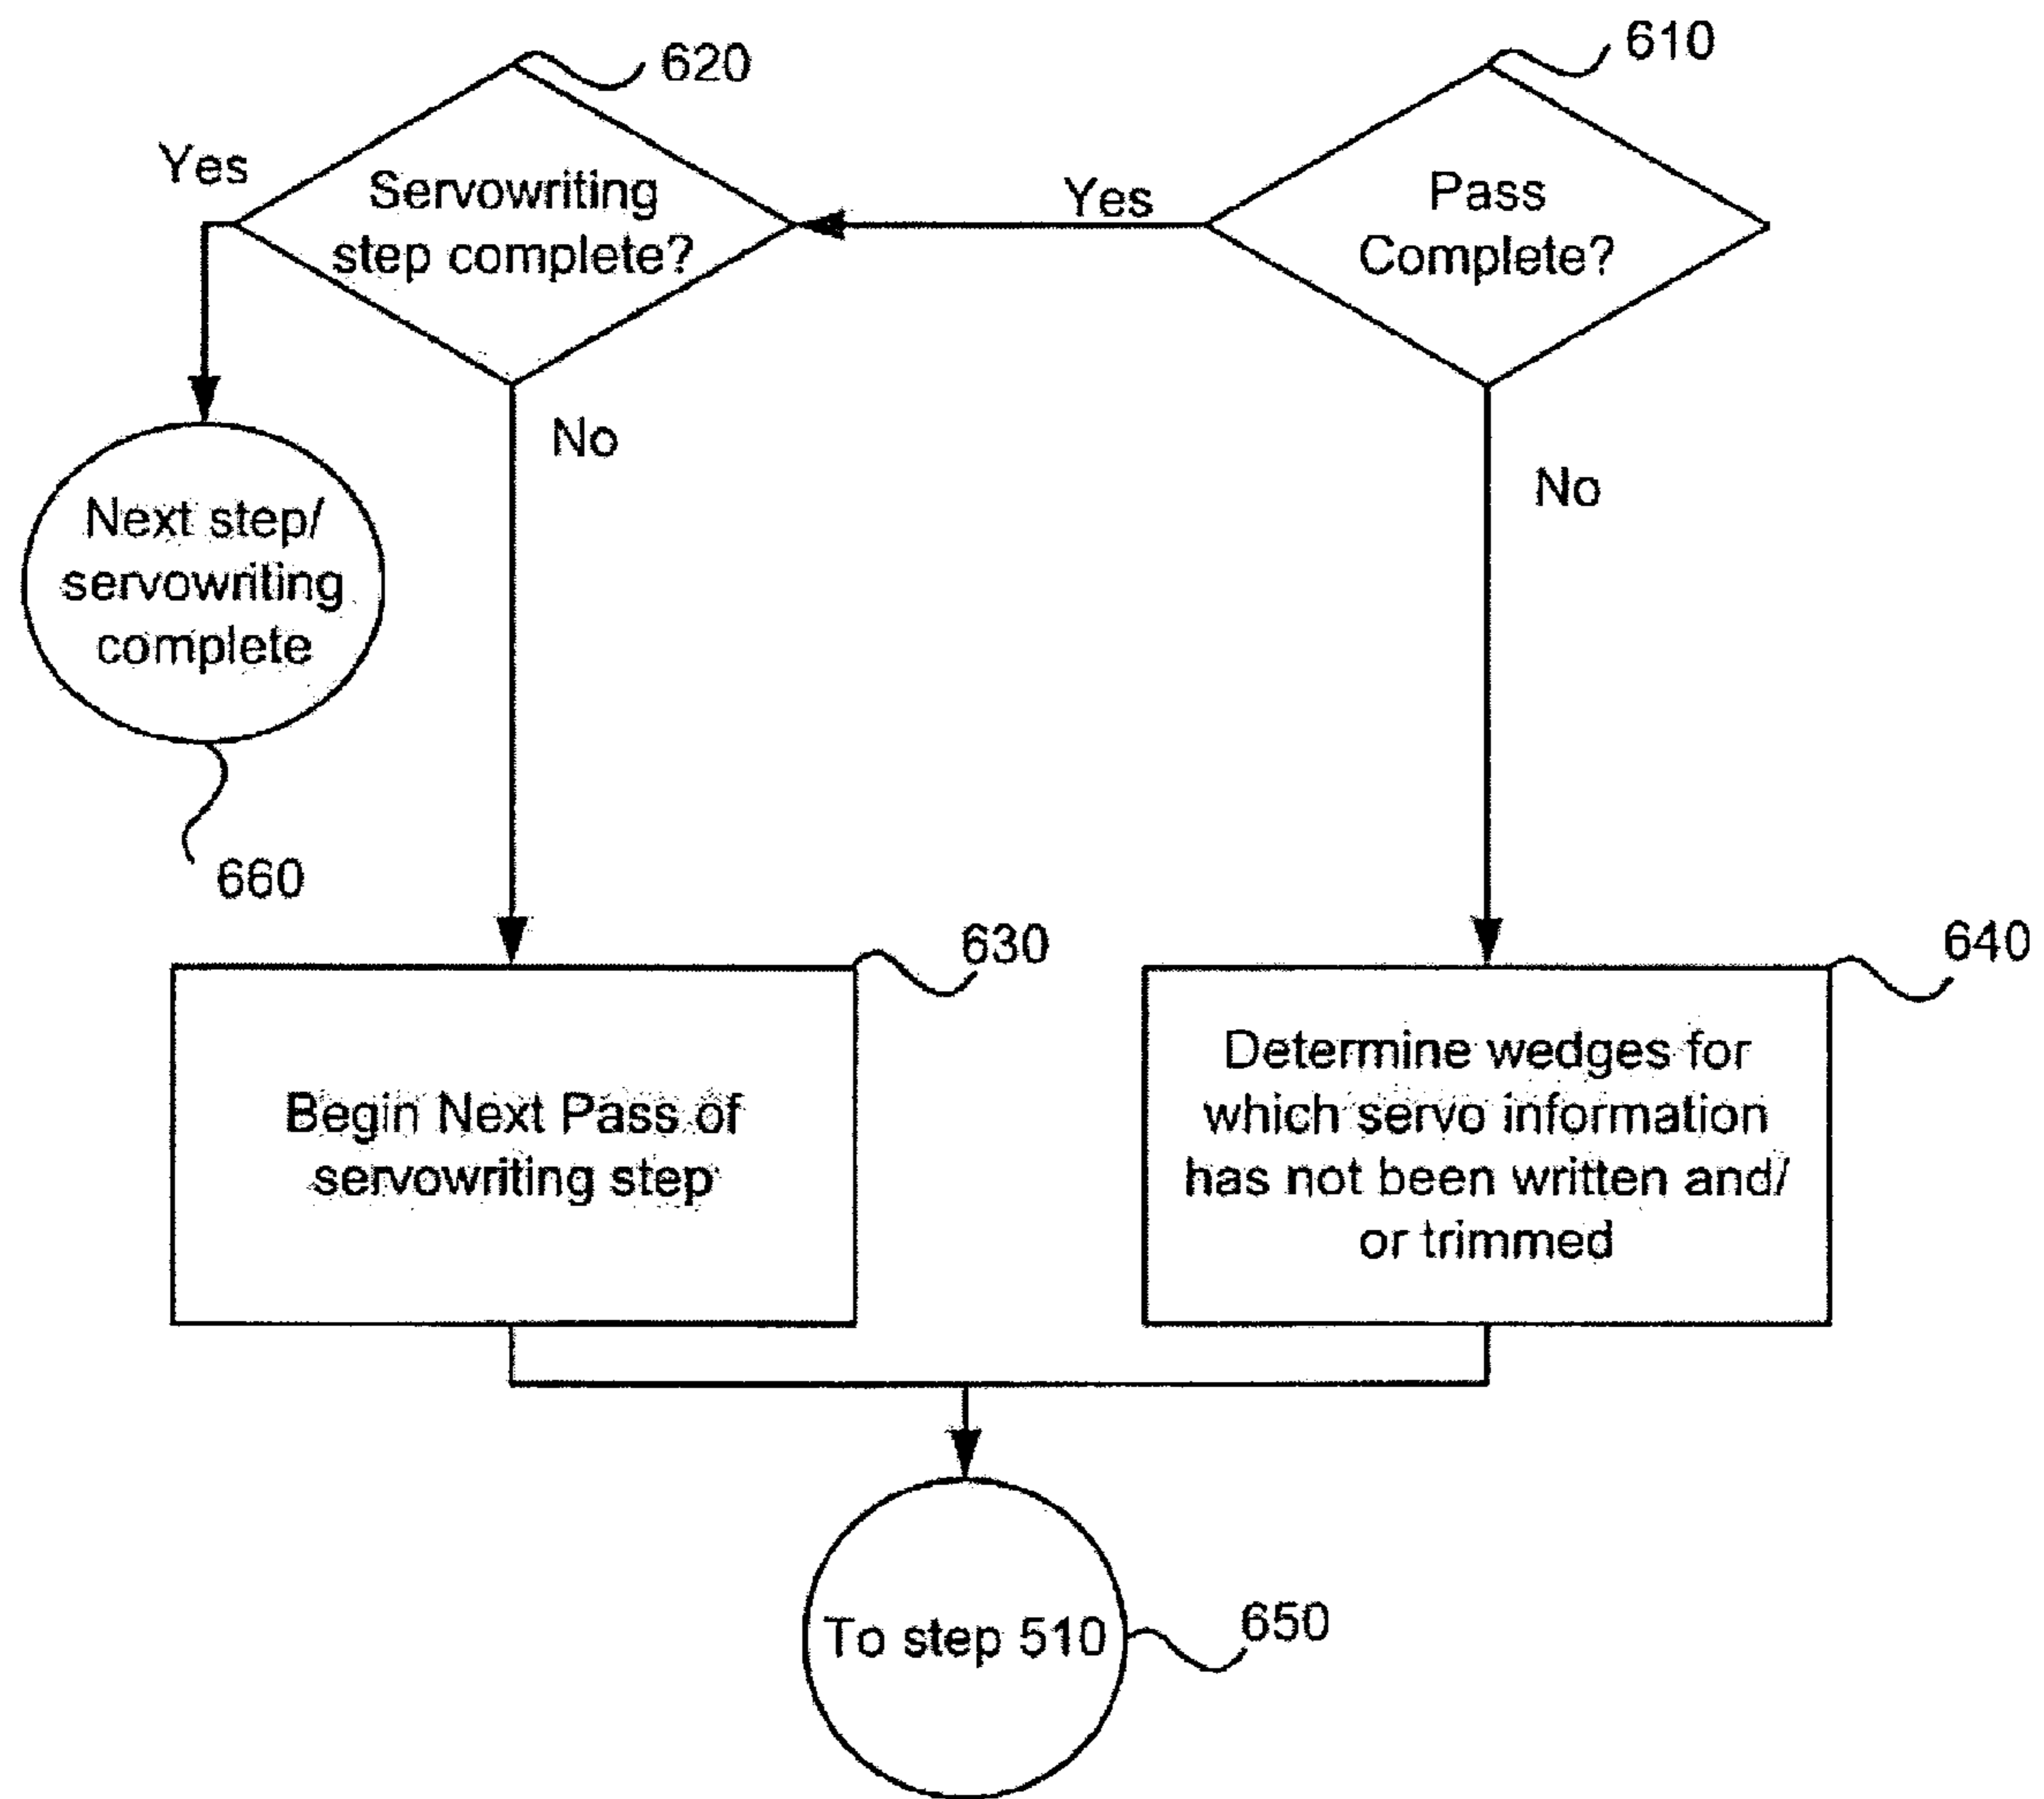 620
610
Yes
Servowriting
step complete?
Yes
Pass
Complete?
No
No
Next step/
servowriting
complete
660
630
640
Begin Next Pass of
servowriting step
Determine wedges for
which servo information
has not been written and/
or trimmed
To step 510
650